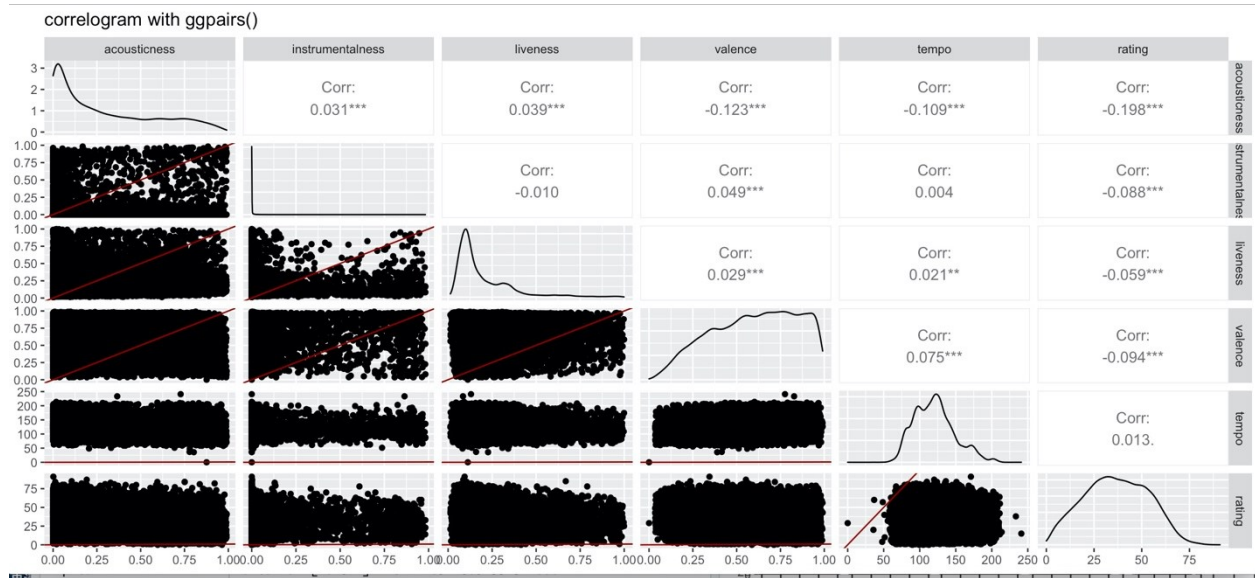 correlogram with ggpairs()
acousticness instrumentalness liveness valence tempo rating
3
2
1
0
Corr:
0.031***
Corr:
0.039***
Corr:
-0.123***
Corr:
-0.109***
Corr:
-0.198***
acousticness
1.00
0.75
0.50
0.25
0.00
Corr:
-0.010
Corr:
0.049***
Corr:
0.004
Corr:
-0.088***
strumentalnes
1.00
0.75
0.50
0.25
0.00
Corr:
0.029***
Corr:
0.021**
Corr:
-0.059***
liveness
1.00
0.75
0.50
0.25
0.00
Corr:
0.075***
Corr:
-0.094***
valence
250
200
150
100
50
0
Corr:
0.013.
tempo
75
50
25
0
rating
0.00 0.25 0.50 0.75 1.00 0.00 0.25 0.50 0.75 1.00 0.00 0.25 0.50 0.75 1.00 0.00 0.25 0.50 0.75 1.00 0 50 100 150 200 250 0 25 50 75